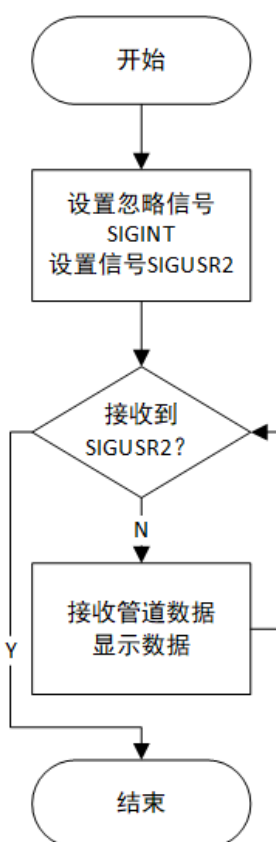 开始
设置忽略信号
SIGINT
设置信号SIGUSR2
接收到
SIGUSR2？
N
接收管道数据
显示数据
Y
结束